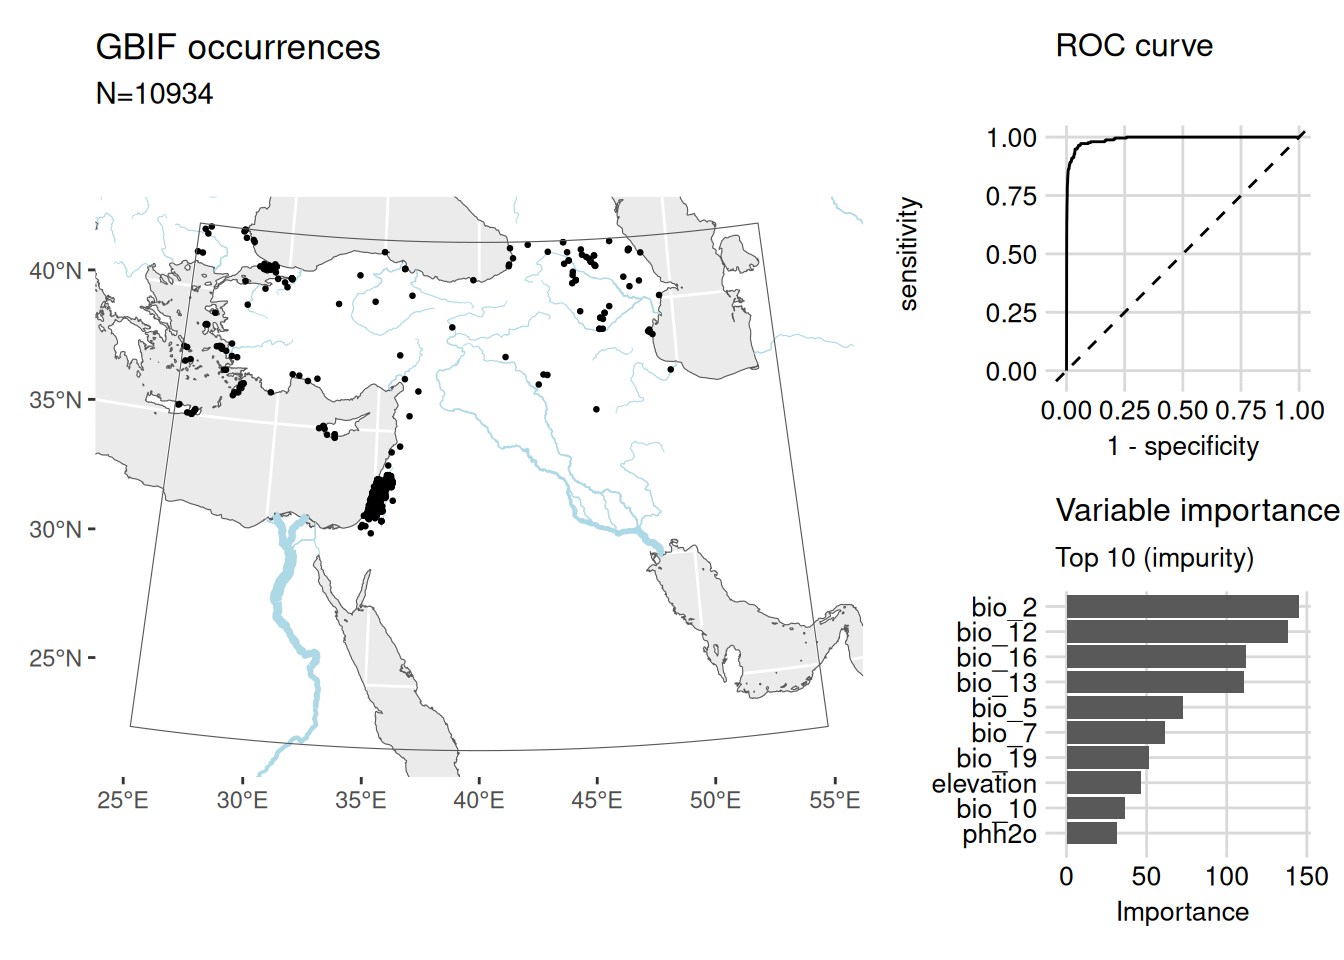 GBIF occurrences
N=10934
40°N
35°N
30°N
25°N
25°E 30°E 35°E 40°E 45°E 50°E 55°E
ROC curve
sensitivity
1.00
0.75
0.50
0.25
0.00
0.00 0.25 0.50 0.75 1.00
1 - specificity
Variable importance
Top 10 (impurity)
bio_2
bio_12
bio_16
bio_13
bio_5
bio_7
bio_19
elevation
bio_10
phh2o
0 50 100 150
Importance